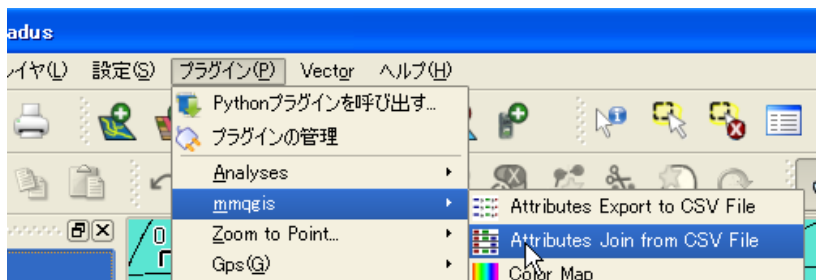 adus
レイヤ(L) 設定(S) プラグイン(P) Vector ヘルプ(H)
Pythonプラグインを呼び出す...
プラグインの管理
Analyses
mmqgis
Attributes Export to CSV File
Zoom to Point...
Attributes Join from CSV File
Gps(G)
Color Map